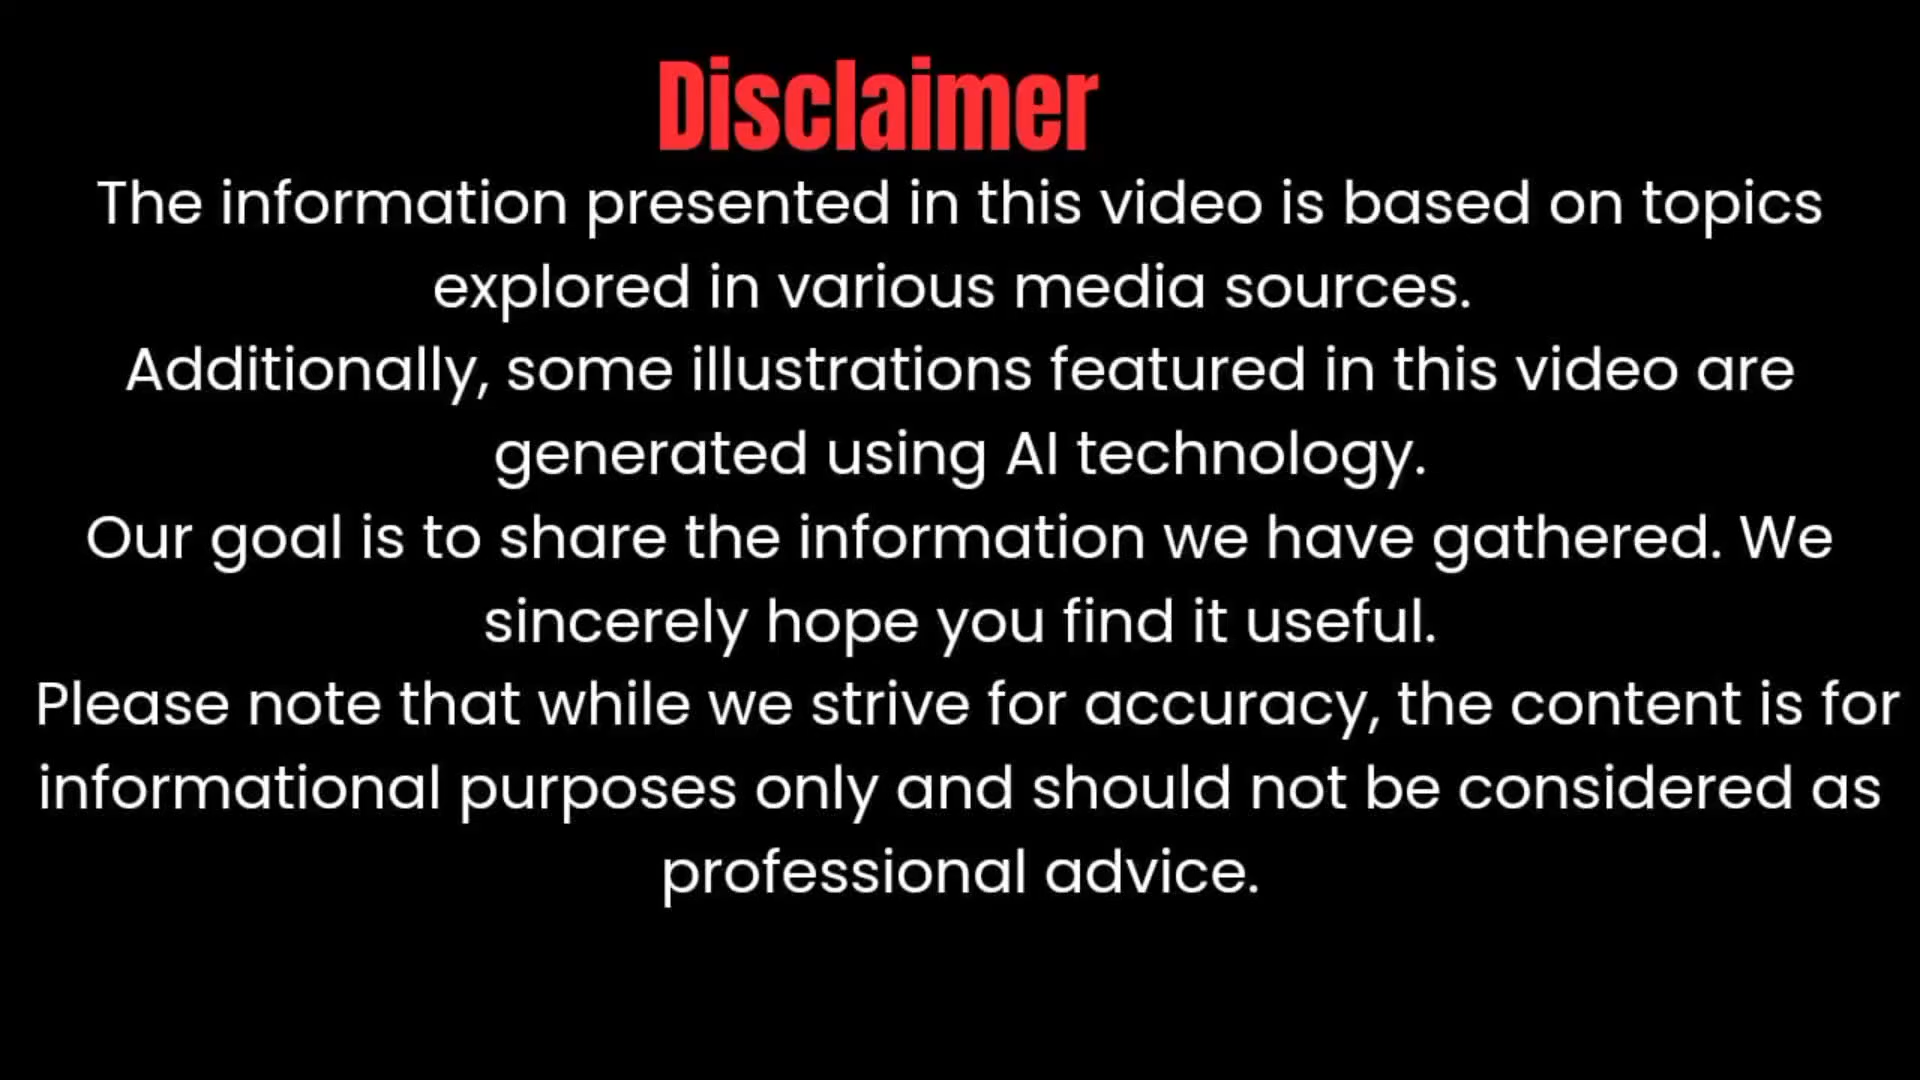 Disclaimer
The information presented in this video is based on topics
explored in various media sources.
Additionally, some illustrations featured in this video are
generated using AI technology.
Our goal is to share the information we have gathered. We
sincerely hope you find it useful.
Please note that while we strive for accuracy, the content is for
informational purposes only and should not be considered as
professional advice.